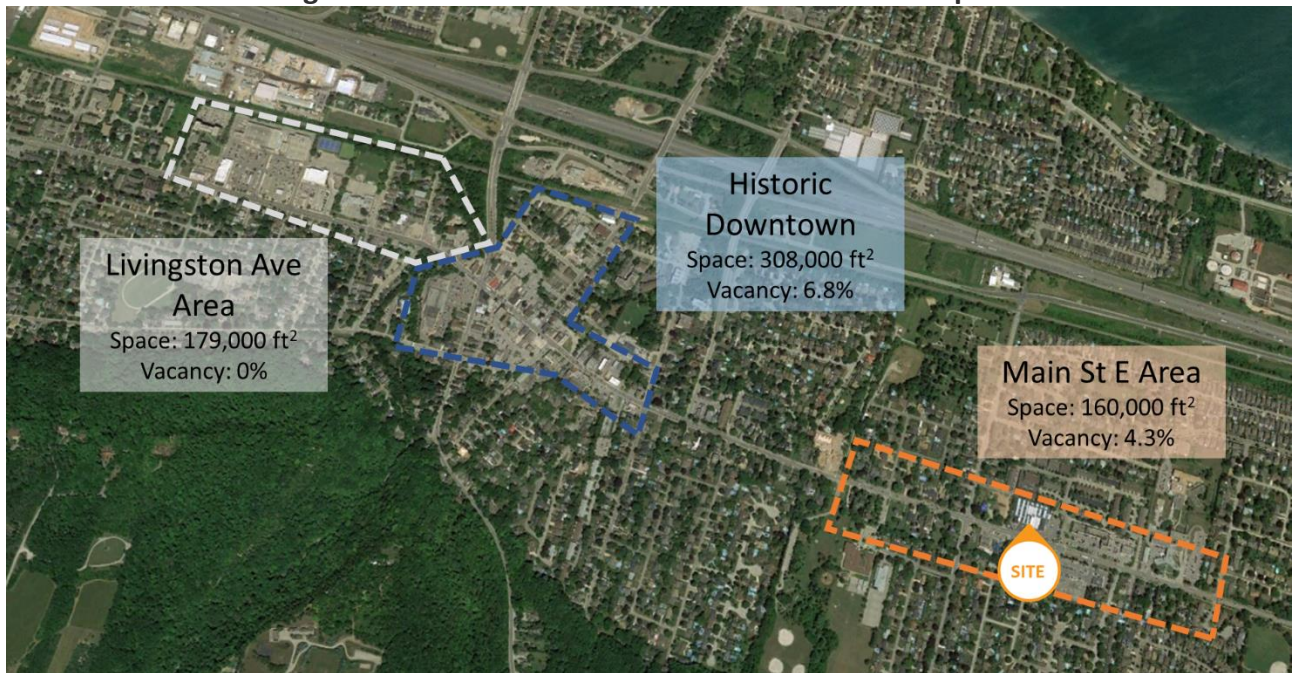 Livingston Ave
Area
Space: 179,000 ft²
Vacancy: 0%
Historic
Downtown
Space: 308,000 ft²
Vacancy: 6.8%
Main St E Area
Space: 160,000 ft²
Vacancy: 4.3%
SITE